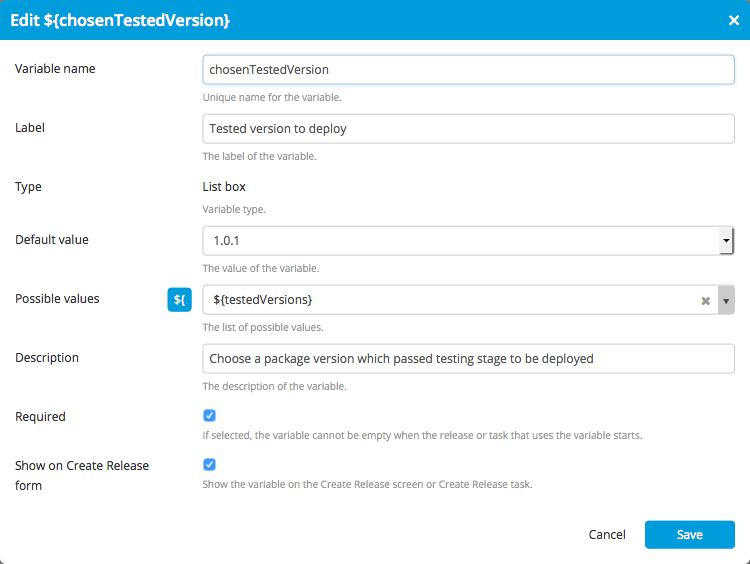 Edit ${chosenTestedVersion}
Variable name
chosenTestedVersion
Unique name for the variable.
Label
Tested version to deploy
The label of the variable.
Type
List box
Variable type.
Default value
1.0.1
The value of the variable.
Possible values
${
${testedVersions}
The list of possible values.
Description
Choose a package version which passed testing stage to be deployed
The description of the variable.
Required
If selected, the variable cannot be empty when the release or task that uses the variable starts.
Show on Create Release
form
Show the variable on the Create Release screen or Create Release task.
Cancel
Save